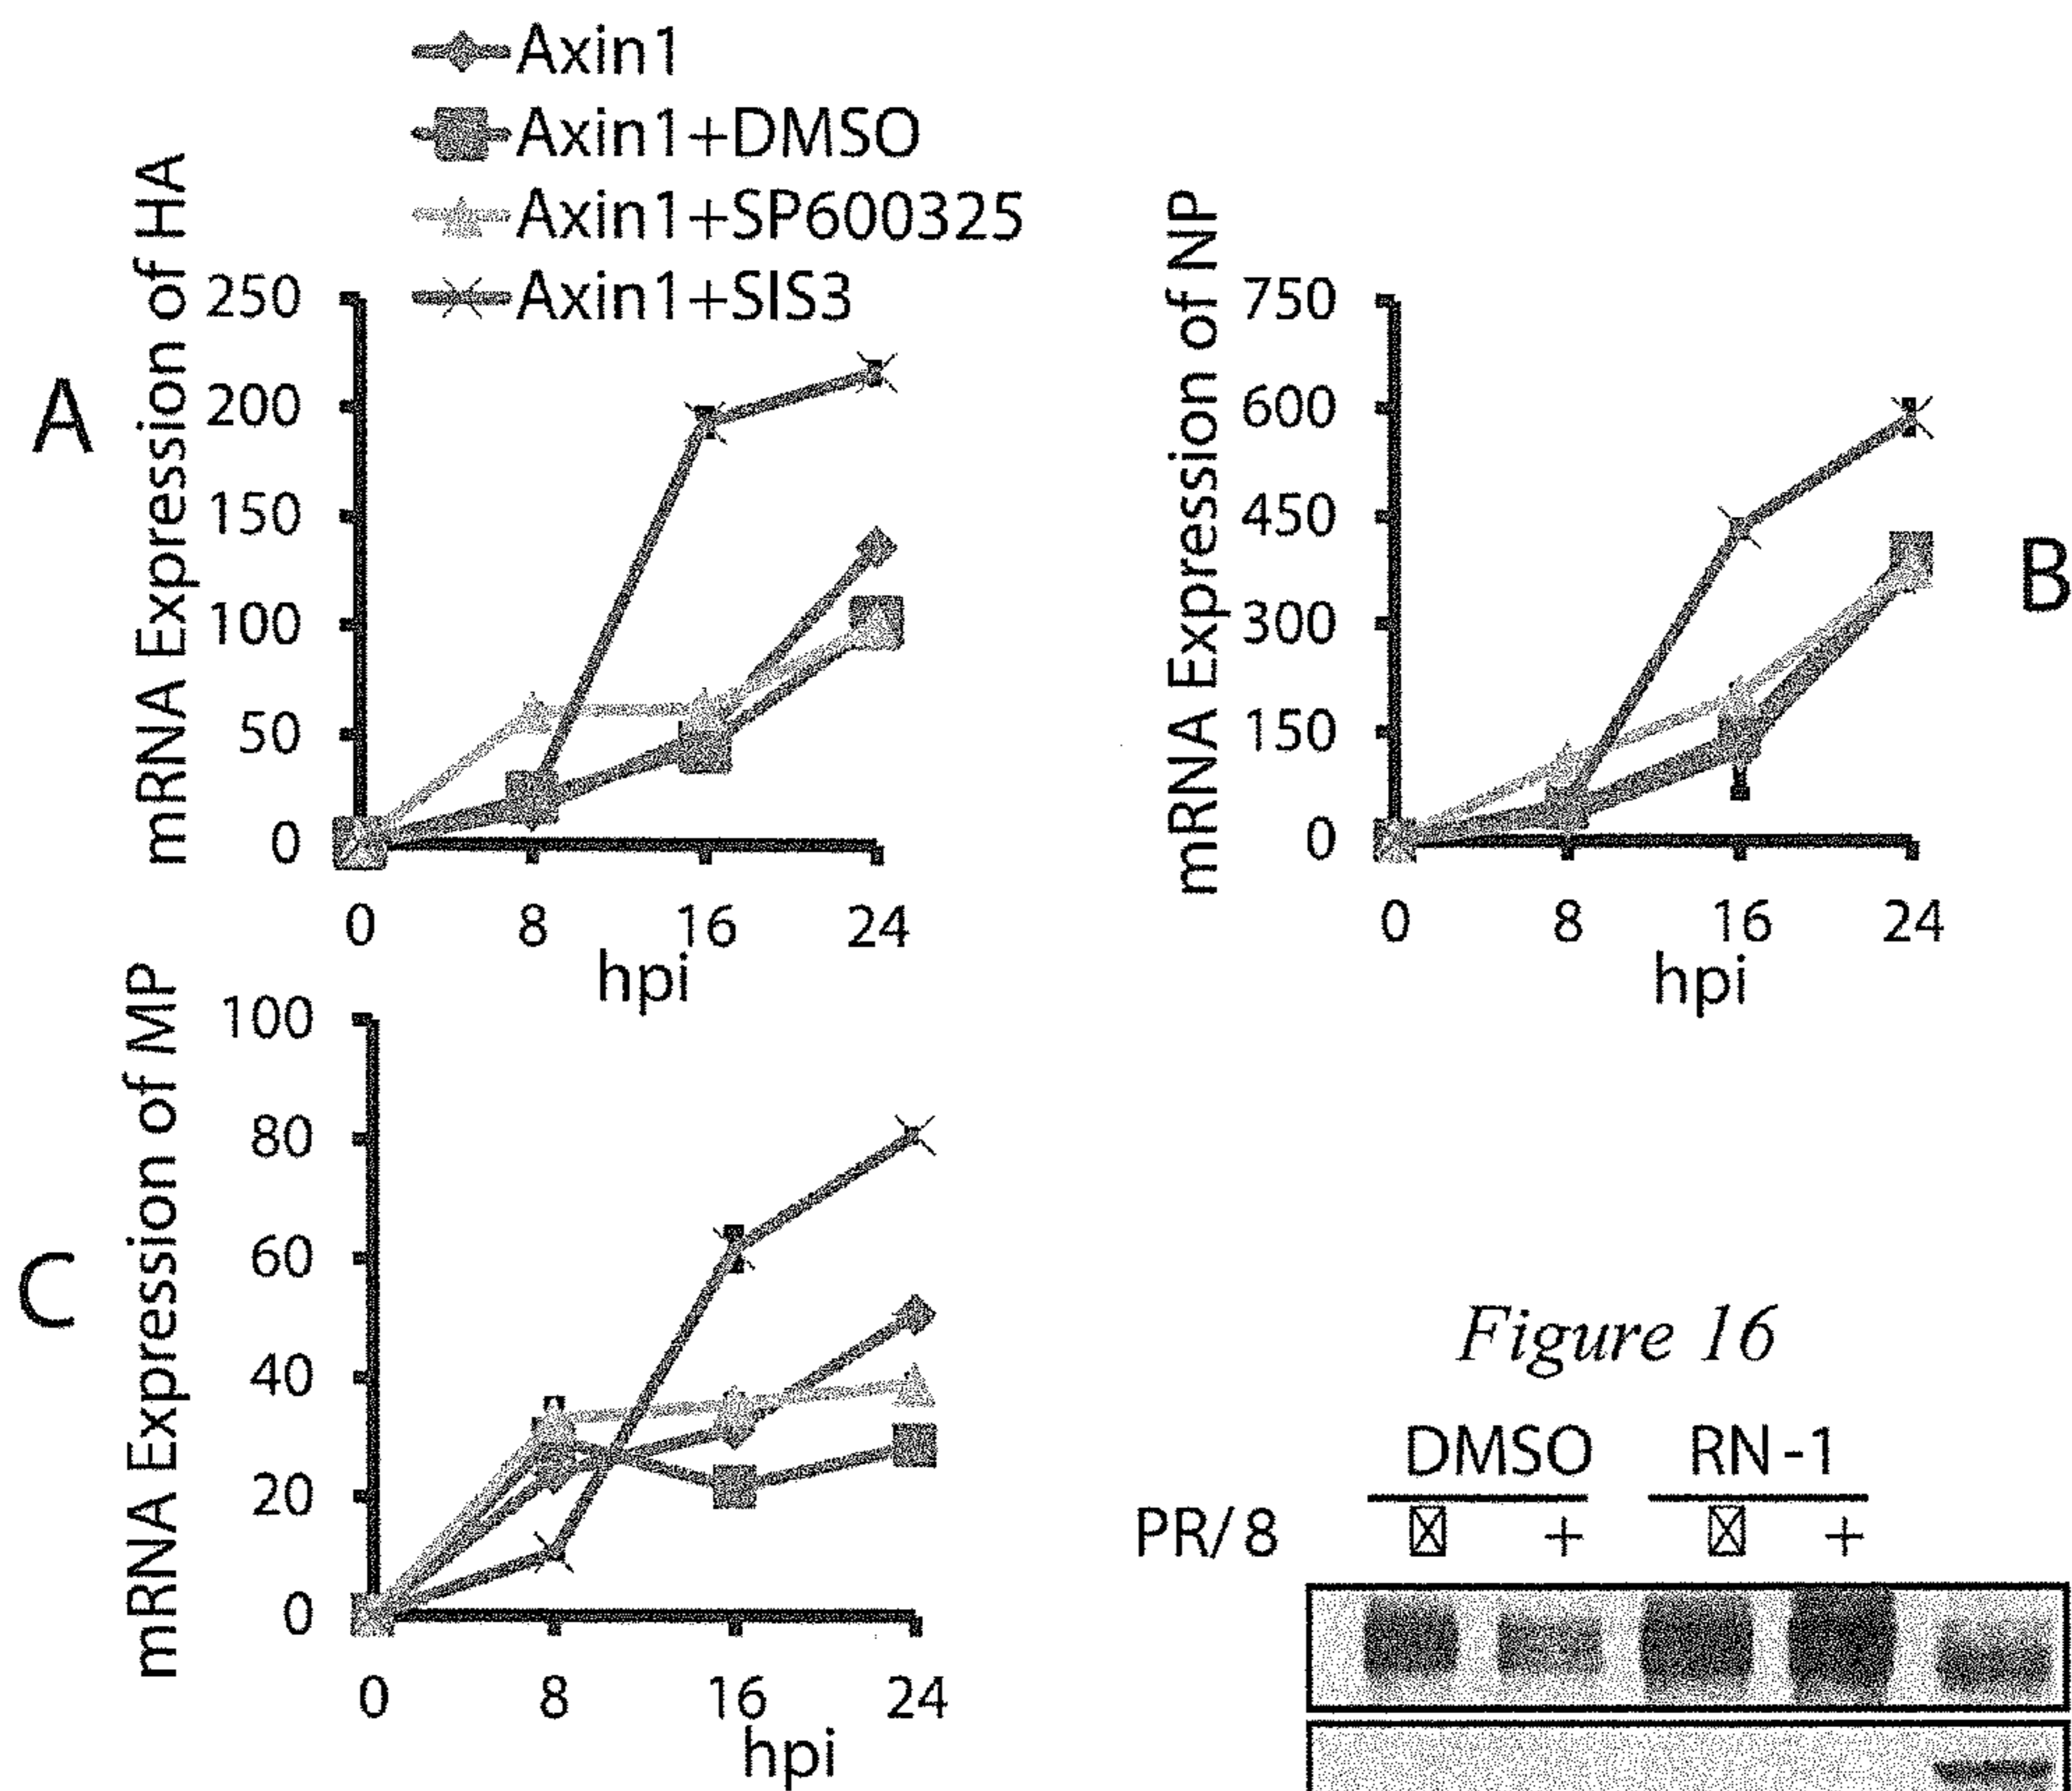 Axin1
Axin1+DMSO
Axin1+SP600325
Axin1+SIS3
A
mRNA Expression of HA
250
200
150
100
50
0
0 8 16 24
hpi
B
mRNA Expression of NP
750
600
450
300
150
0
0 8 16 24
hpi
C
mRNA Expression of MP
100
80
60
40
20
0
0 8 16 24
hpi
Figure 16
DMSO RN-1
PR/8 ☒ + ☒ +